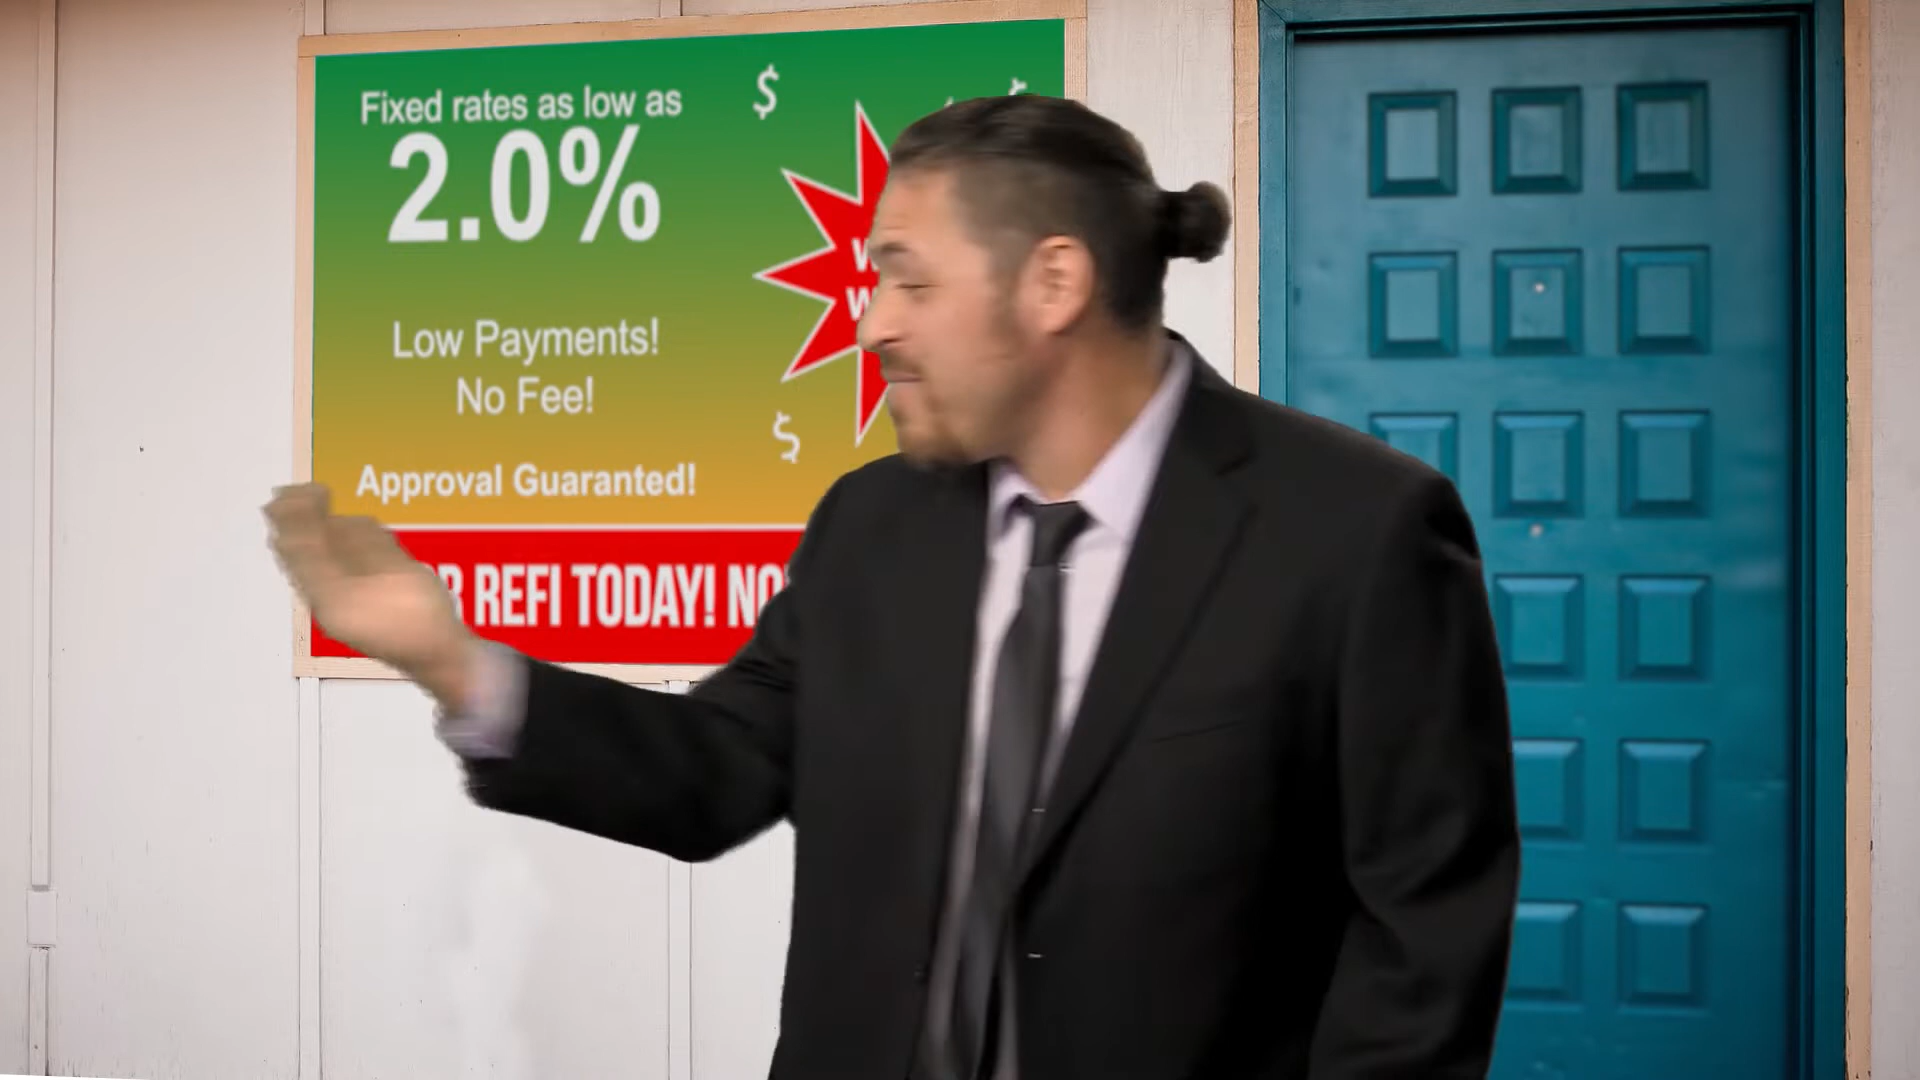 Fixed rates as low as
2.0%
Low Payments!
No Fee!
Approval Guaranted!
REFI TODAY!
$
$